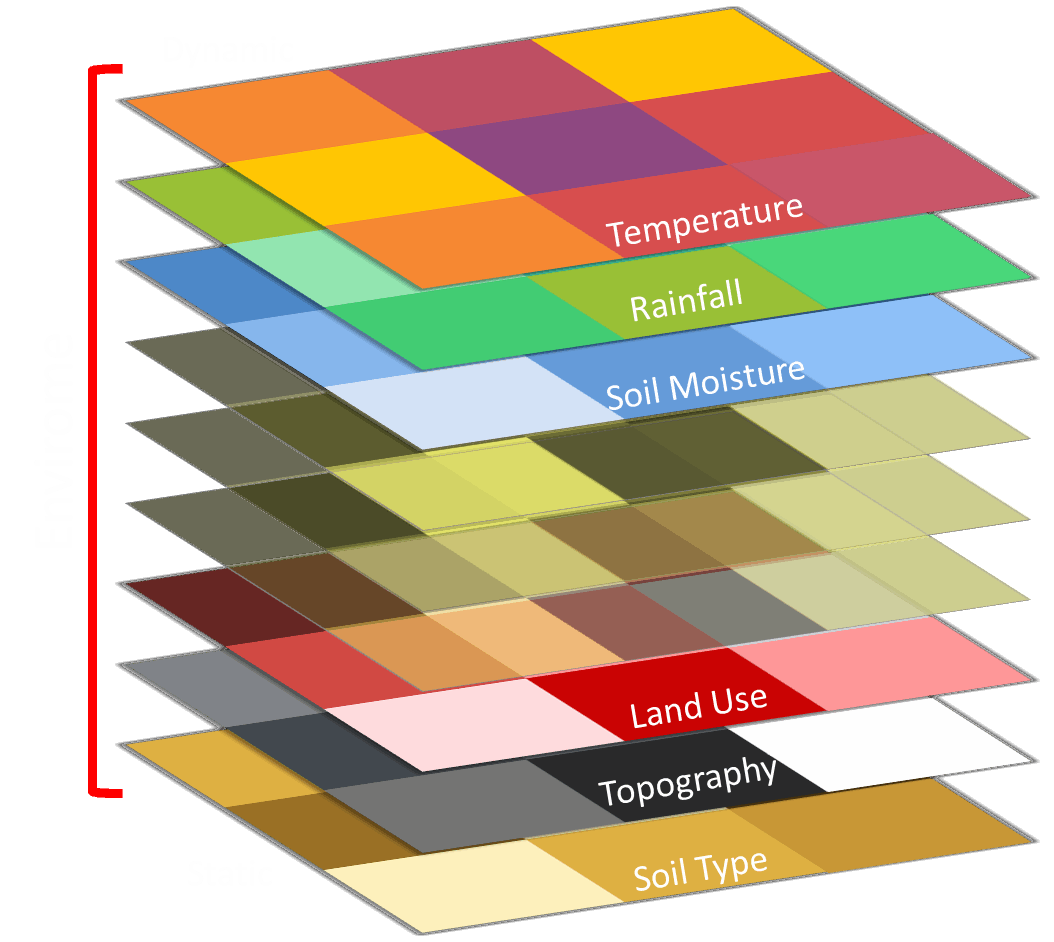 Temperature
Rainfall
Soil Moisture
Land Use
Topography
Soil Type